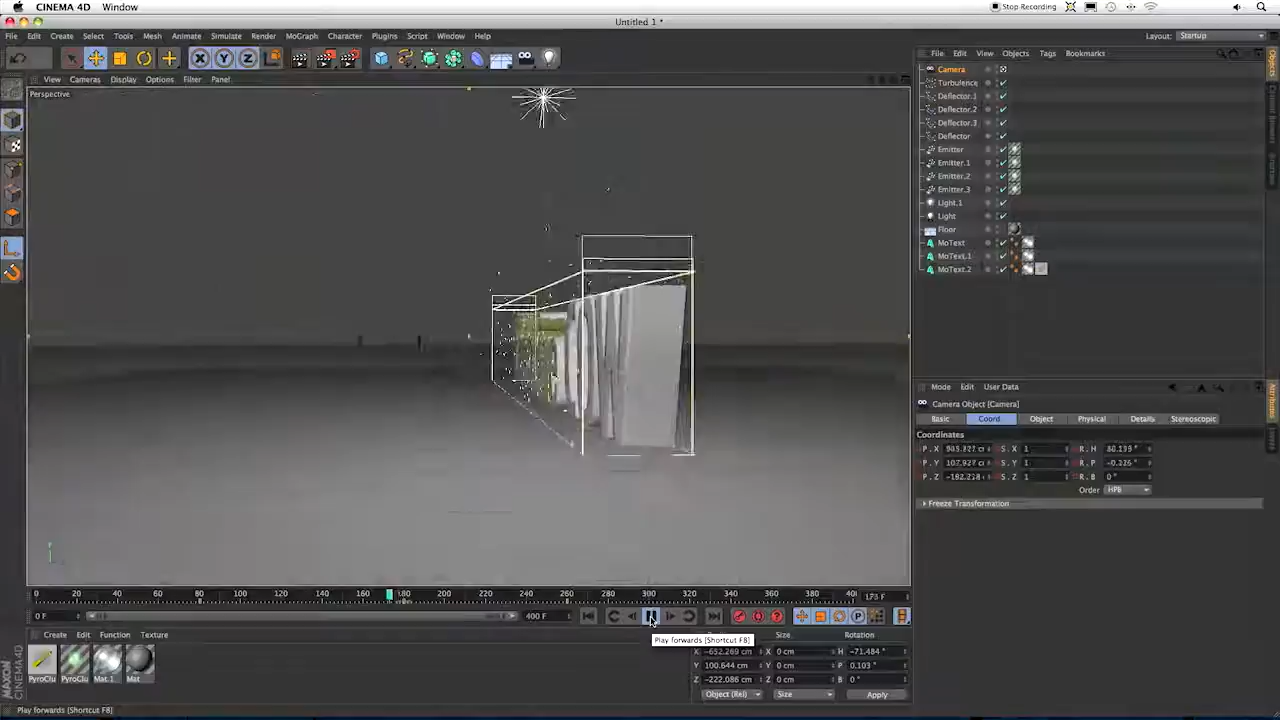 CINEMA 4D Window
Stop Recording
Untitled 1 *
File Edit Create Select Tools Mesh Animate Simulate Render MoGraph Character Plugins Script Window Help
Layout: Startup
X Y Z
File Edit View Objects Tags Bookmarks
View Cameras Display Options Filter Panel
Perspective
Camera
Turbulence
Deflector.1
Deflector.2
Deflector.3
Deflector
Emitter
Emitter.1
Emitter.2
Emitter.3
Light.1
Light
Floor
MoText
MoText.1
MoText.2
Mode Edit User Data
Camera Object [Camera]
Basic Coord. Object Physical Details Stereoscopic
Coordinates
P . X S . X 1 R . H
P . Y S . Y 1 R . P
P . Z S . Z 1 R . B 0 °
Order HPB
Freeze Transformation
0 20 40 60 80 100 120 140 160 180 200 220 240 260 280 300 320 340 360 380 400
173 F
0 F 400 F
P
Play forwards [Shortcut F8]
Create Edit Function Texture
Size Rotation
X -652.269 cm X 0 cm H -71.484 °
Y 100.644 cm Y 0 cm P 0.103 °
Z -222.086 cm Z 0 cm B 0 °
Object (Rel) Size Apply
PyroClu PyroClu Mat.1 Mat
MAXON
CINEMA 4D
Play forwards [Shortcut F8]